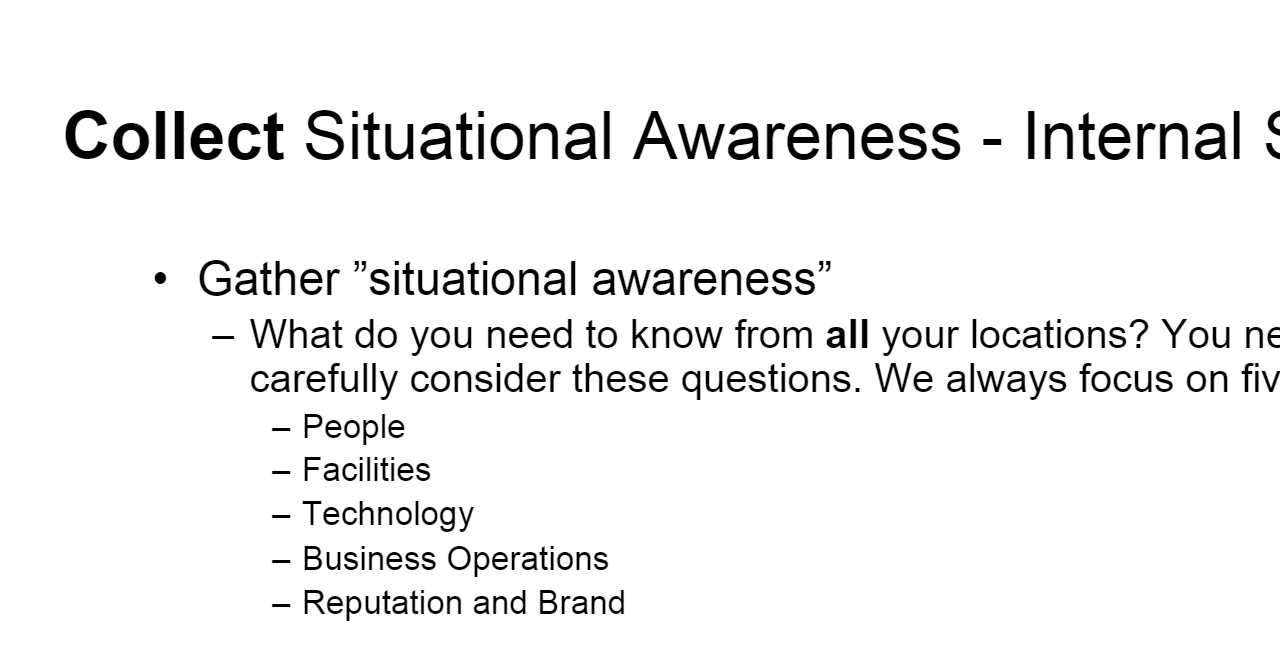 Collect Situational Awareness - Internal
• Gather ”situational awareness”
– What do you need to know from all your locations? You
carefully consider these questions. We always focus on
– People
– Facilities
– Technology
– Business Operations
– Reputation and Brand